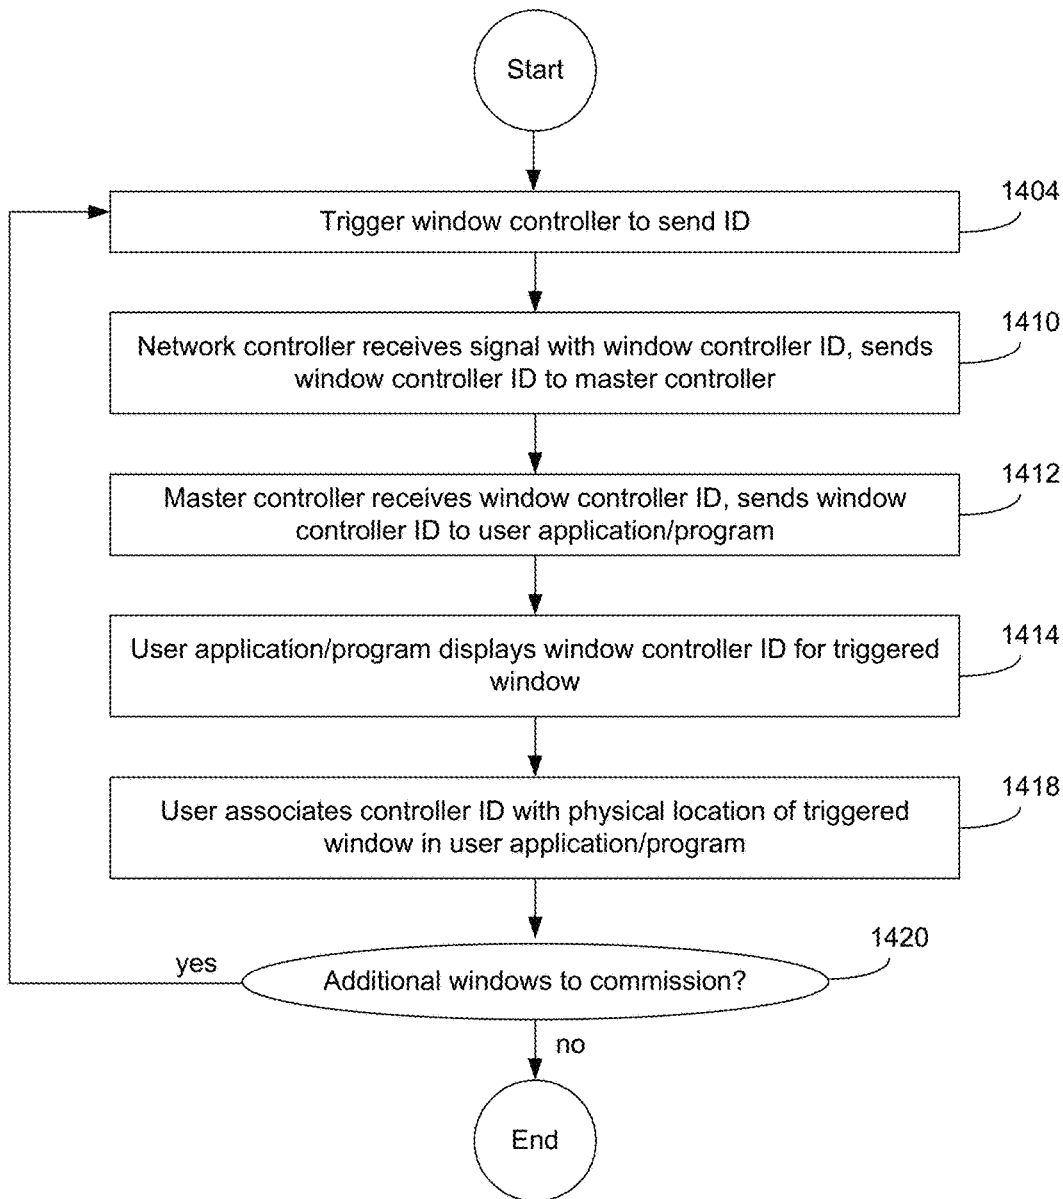 Start
1404
Trigger window controller to send ID
1410
Network controller receives signal with window controller ID, sends
window controller ID to master controller
1412
Master controller receives window controller ID, sends window
controller ID to user application/program
1414
User application/program displays window controller ID for triggered
window
1418
User associates controller ID with physical location of triggered
window in user application/program
1420
yes
Additional windows to commission?
no
End